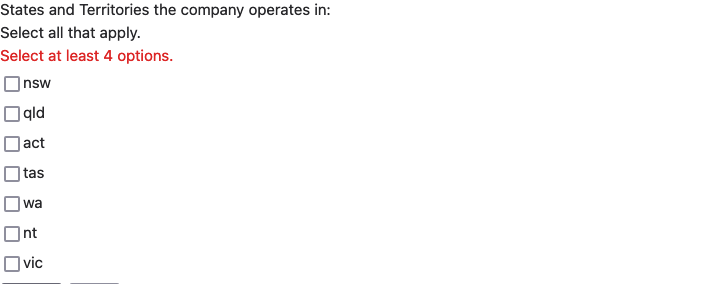 States and Territories the company operates in:
Select all that apply.
Select at least 4 options.
nsw
qld
act
tas
wa
nt
vic